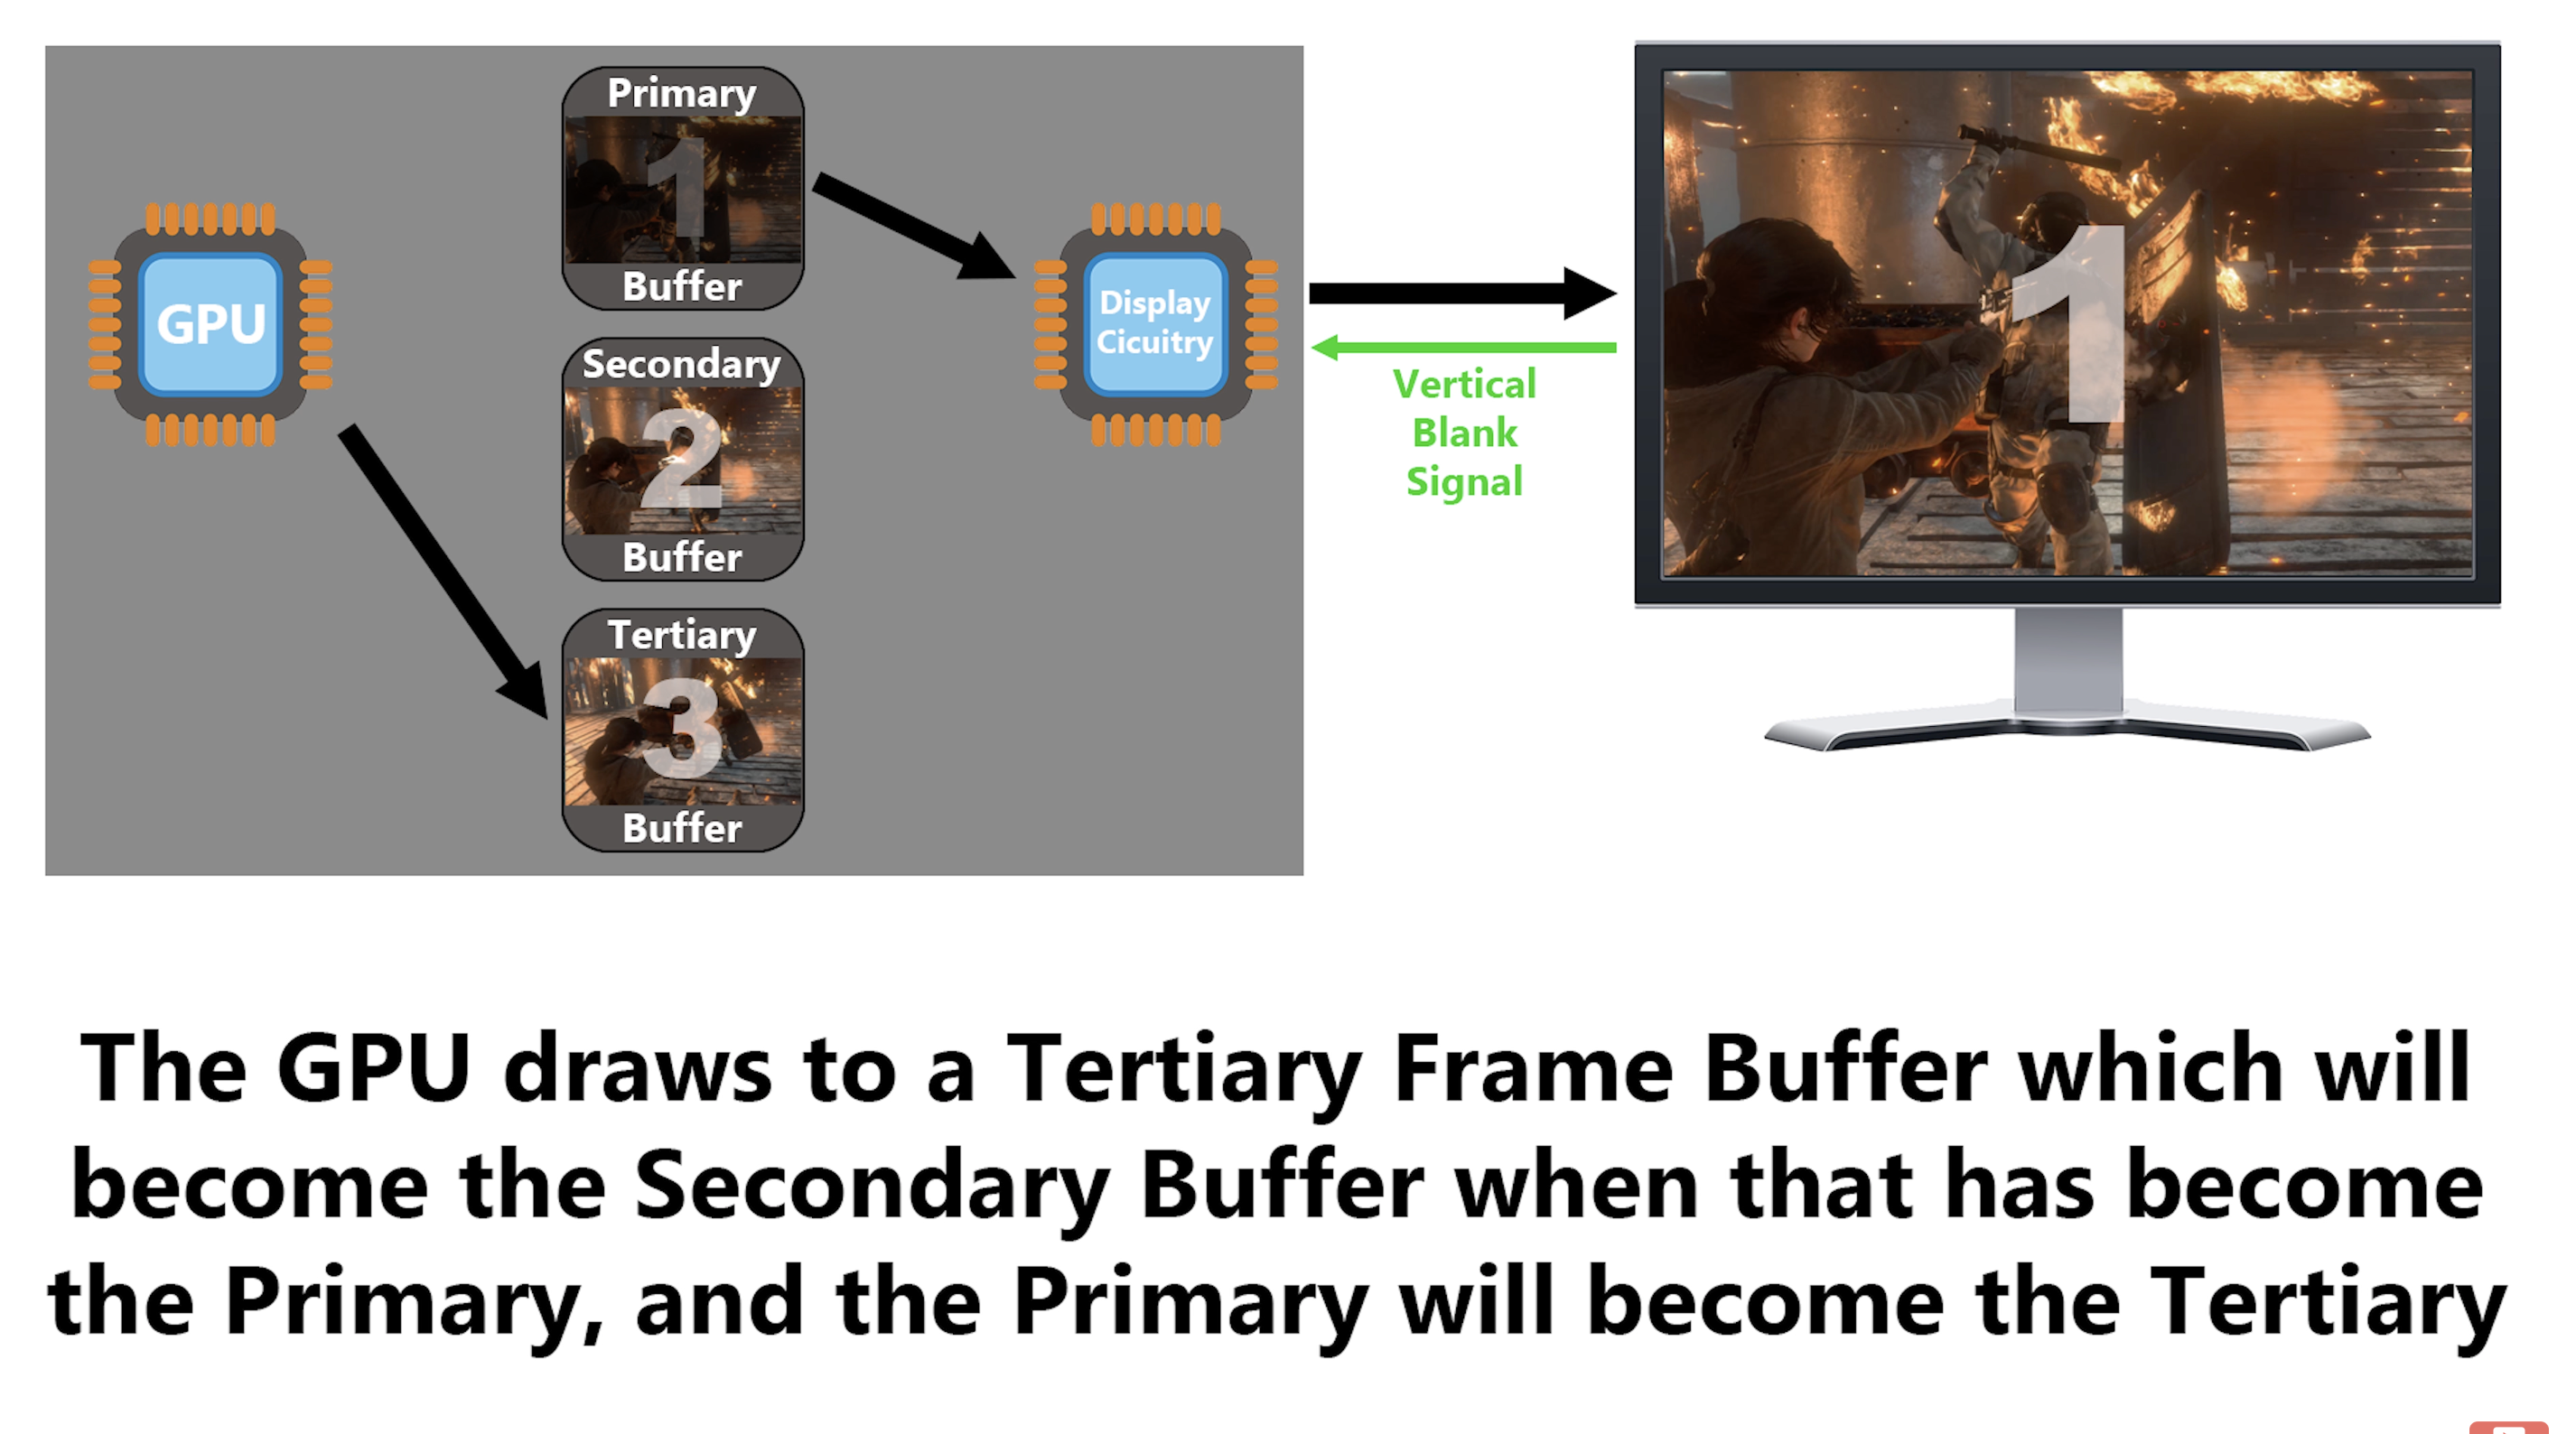 Primary
1
Buffer
GPU
Secondary
2
Buffer
Tertiary
3
Buffer
Display
Cicuitry
Vertical
Blank
Signal
1
The GPU draws to a Tertiary Frame Buffer which will
become the Secondary Buffer when that has become
the Primary, and the Primary will become the Tertiary